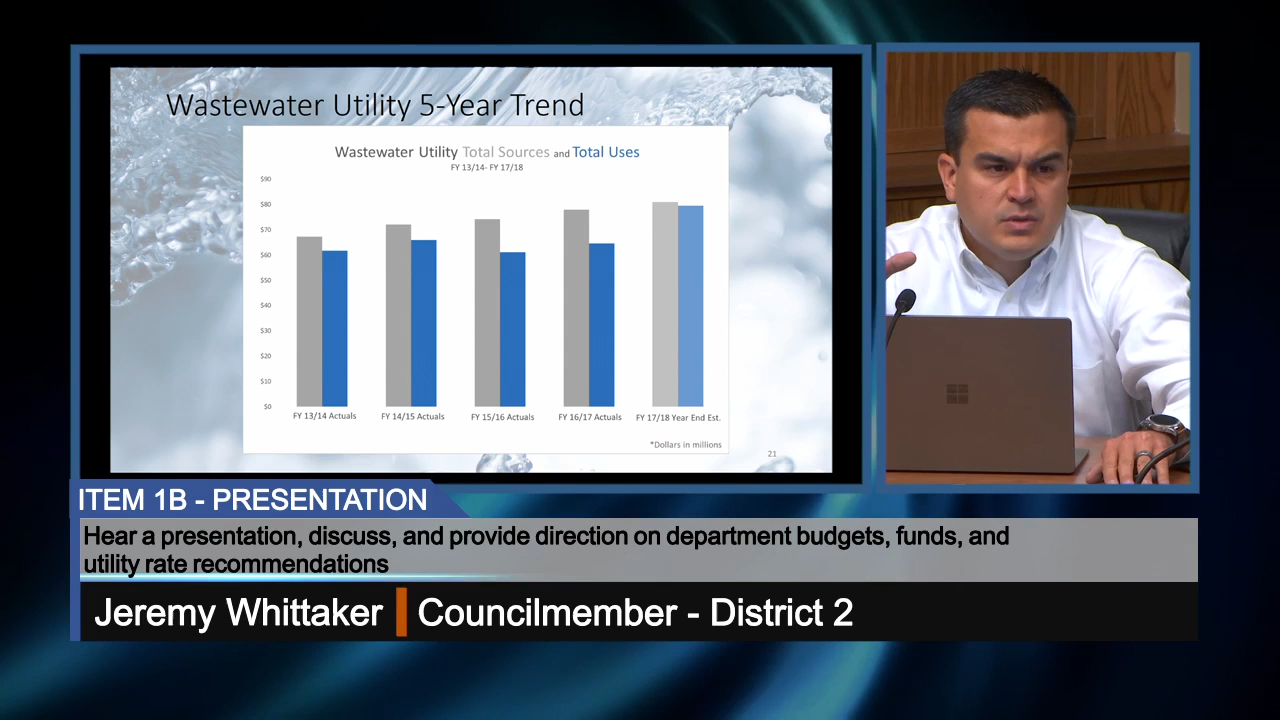 Wastewater Utility 5-Year Trend
Wastewater Utility Total Sources and Total Uses
FY 13/14- FY 17/18
$90
$80
$70
$60
$50
$40
$30
$20
$10
$0
FY 13/14 Actuals
FY 14/15 Actuals
FY 15/16 Actuals
FY 16/17 Actuals
FY 17/18 Year End Est.
*Dollars in millions
21
ITEM 1B - PRESENTATION
Hear a presentation, discuss, and provide direction on department budgets, funds, and
utility rate recommendations
Jeremy Whittaker
Councilmember - District 2